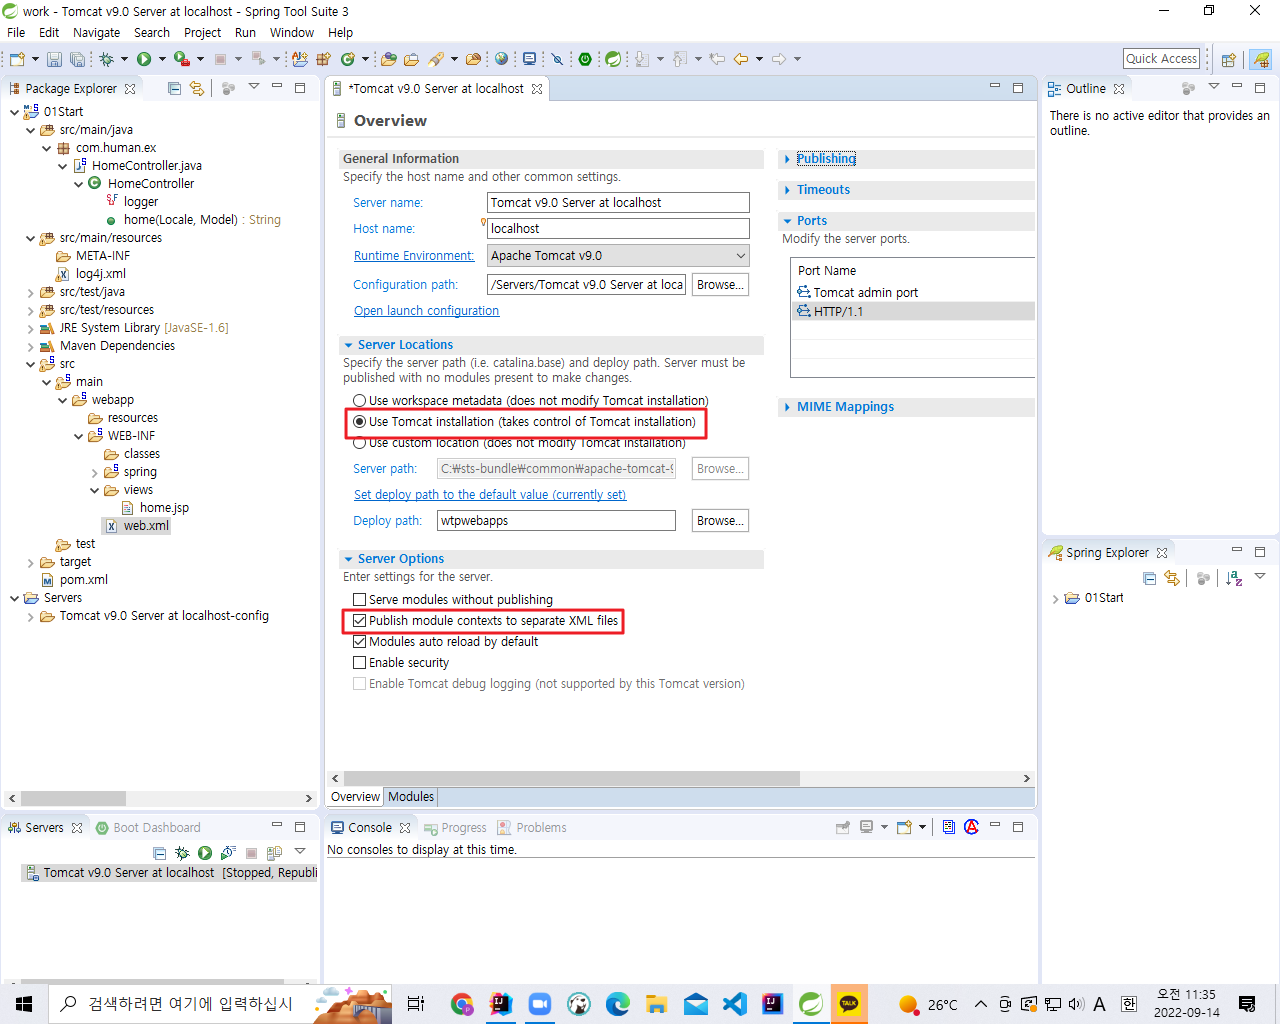 work - Tomcat v9.0 Server at localhost - Spring Tool Suite 3
File Edit Navigate Search Project Run Window Help
Quick Access
Package Explorer
01Start
src/main/java
com.human.ex
HomeController.java
HomeController
logger
home(Locale, Model) : String
src/main/resources
META-INF
log4j.xml
src/test/java
src/test/resources
JRE System Library [JavaSE-1.6]
Maven Dependencies
src
main
webapp
resources
WEB-INF
classes
spring
views
home.jsp
web.xml
test
target
pom.xml
Servers
Tomcat v9.0 Server at localhost-config
*Tomcat v9.0 Server at localhost
Overview
General Information
Specify the host name and other common settings.
Server name: Tomcat v9.0 Server at localhost
Host name: localhost
Runtime Environment: Apache Tomcat v9.0
Configuration path: /Servers/Tomcat v9.0 Server at loca Browse...
Open launch configuration
Server Locations
Specify the server path (i.e. catalina.base) and deploy path. Server must be
published with no modules present to make changes.
Use workspace metadata (does not modify Tomcat installation)
Use Tomcat installation (takes control of Tomcat installation)
Use custom location (does not modify Tomcat installation)
Server path: C:₩sts-bundle₩common₩apache-tomcat-9 Browse...
Set deploy path to the default value (currently set)
Deploy path: wtpwebapps Browse...
Server Options
Enter settings for the server.
Serve modules without publishing
Publish module contexts to separate XML files
Modules auto reload by default
Enable security
Enable Tomcat debug logging (not supported by this Tomcat version)
Publishing
Timeouts
Ports
Modify the server ports.
Port Name
Tomcat admin port
HTTP/1.1
MIME Mappings
Overview Modules
Outline
There is no active editor that provides an
outline.
Spring Explorer
01Start
Servers Boot Dashboard
Tomcat v9.0 Server at localhost [Stopped, Republi
Console Progress Problems
No consoles to display at this time.
검색하려면 여기에 입력하십시
TALK
26°C
A
한
오전 11:35
2022-09-14